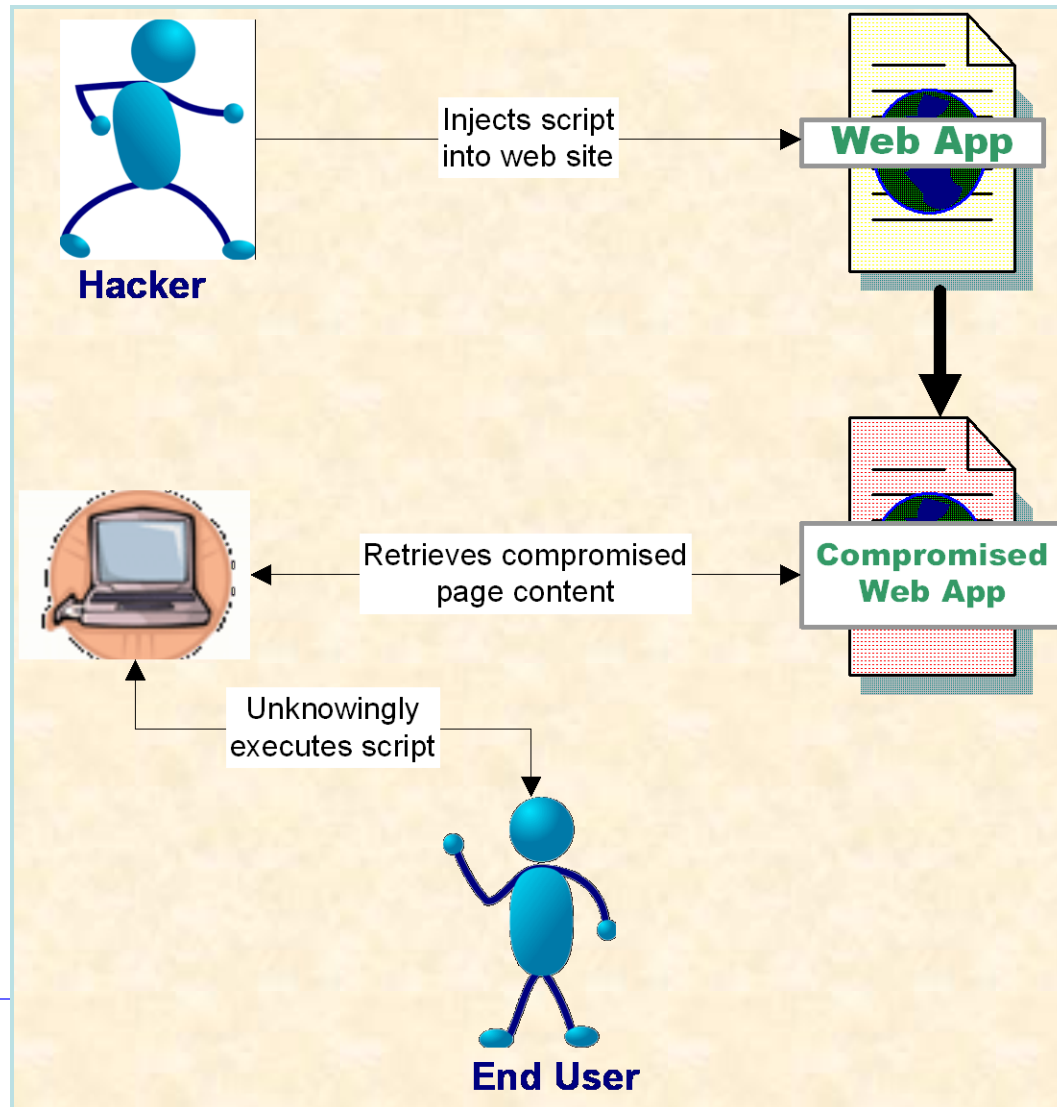 Injects script
into web site
Web App
Hacker
Retrieves compromised
page content
Compromised
Web App
Unknowingly
executes script
End User